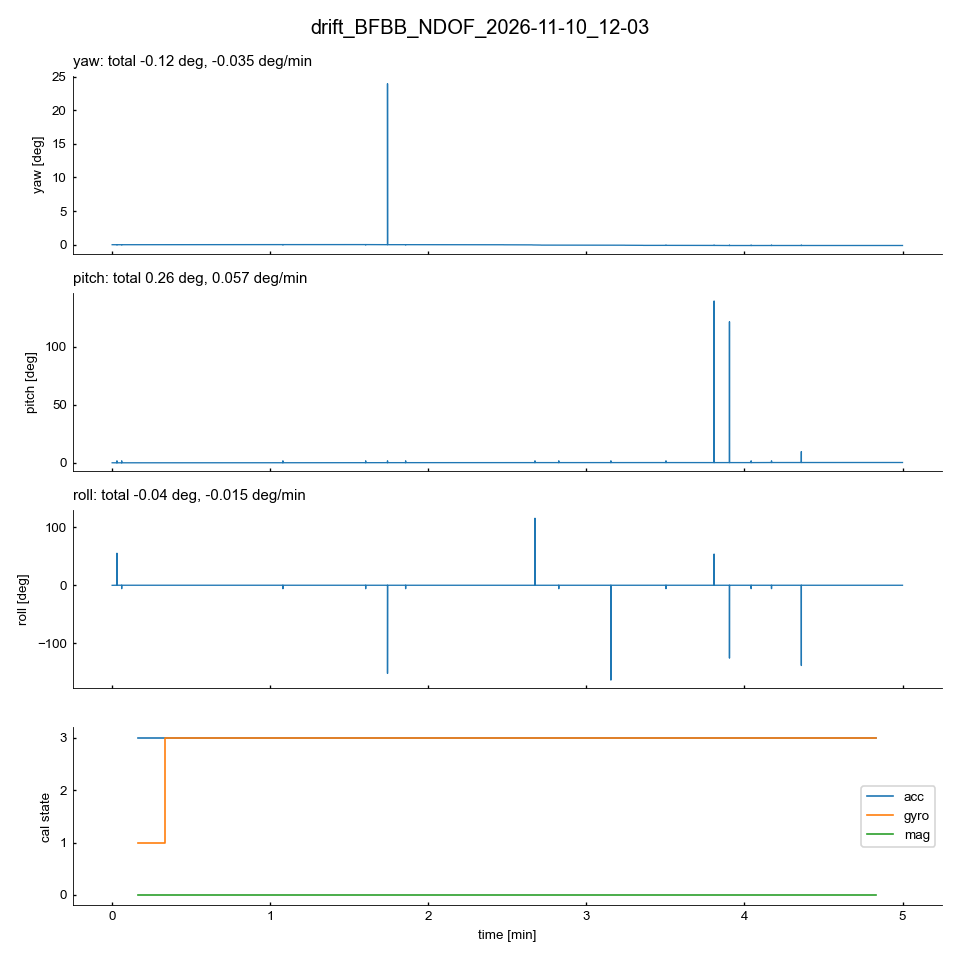 drift_BFBB_NDOF_2026-11-10_12-03
yaw: total -0.12 deg, -0.035 deg/min
25
20
15
10
5
0
yaw [deg]
pitch: total 0.26 deg, 0.057 deg/min
100
50
0
pitch [deg]
roll: total -0.04 deg, -0.015 deg/min
100
0
−100
roll [deg]
3
2
1
0
cal state
acc
gyro
mag
0 1 2 3 4 5
time [min]